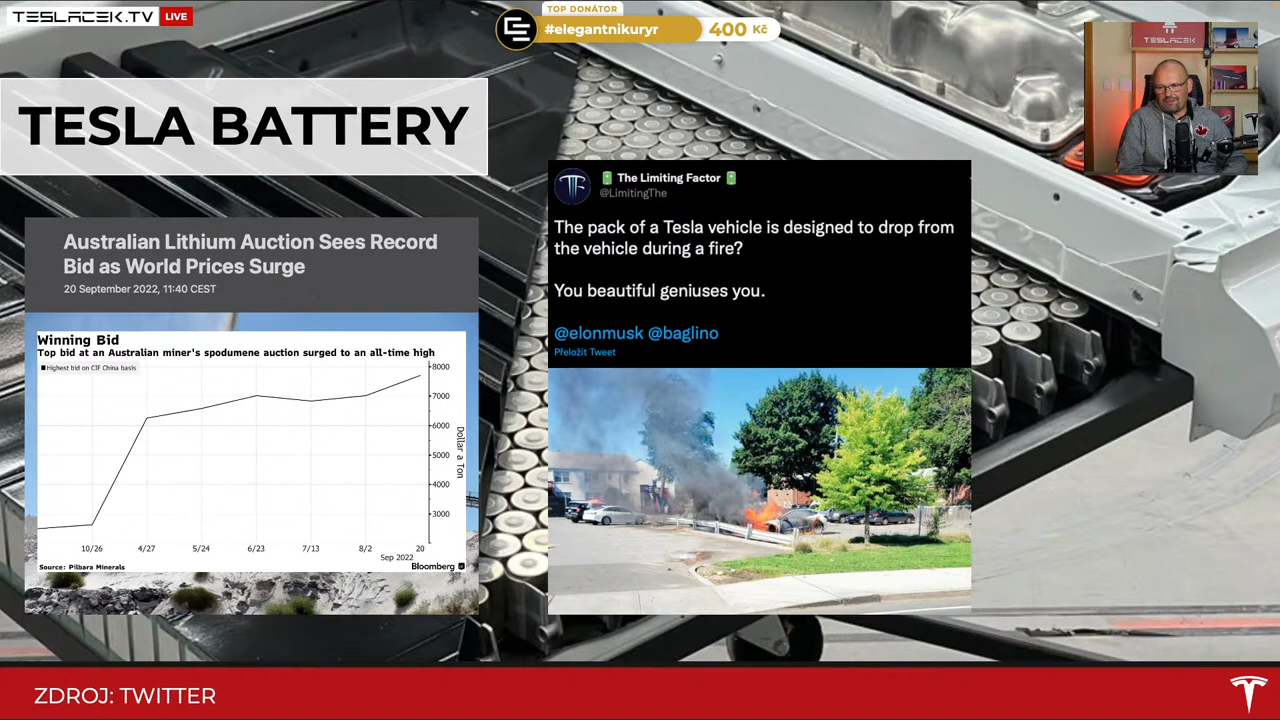 TESLACEK.TV LIVE
TOP DONÁTOR
#elegantnikuryr 400 Kč
TESLACEK
TESLA BATTERY
Australian Lithium Auction Sees Record
Bid as World Prices Surge
20 September 2022, 11:40 CEST
Winning Bid
Top bid at an Australian miner's spodumene auction surged to an all-time high
Highest bid on CIF China basis
8000
7000
6000
5000
4000
3000
Dollar a Ton
10/26 4/27 5/24 6/23 7/13 8/2 20
Sep 2022
Source: Pilbara Minerals
Bloomberg
The Limiting Factor
@LimitingThe
The pack of a Tesla vehicle is designed to drop from
the vehicle during a fire?
You beautiful geniuses you.
@elonmusk @baglino
Přeložit Tweet
ZDROJ: TWITTER